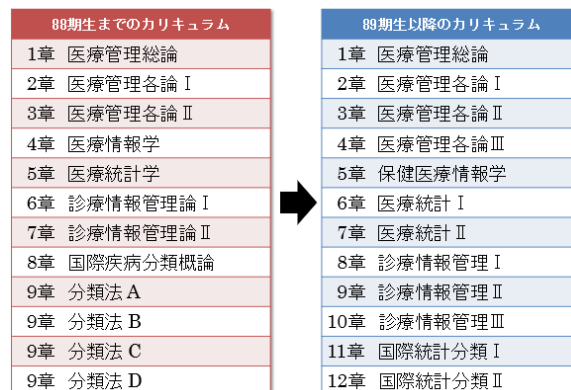 88期生までのカリキュラム
1章 医療管理総論
2章 医療管理各論Ⅰ
3章 医療管理各論Ⅱ
4章 医療情報学
5章 医療統計学
6章 診療情報管理論Ⅰ
7章 診療情報管理論Ⅱ
8章 国際疾病分類概論
9章 分類法 A
9章 分類法 B
9章 分類法 C
9章 分類法 D
89期生以降のカリキュラム
1章 医療管理総論
2章 医療管理各論Ⅰ
3章 医療管理各論Ⅱ
4章 医療管理各論Ⅲ
5章 保健医療情報学
6章 医療統計Ⅰ
7章 医療統計Ⅱ
8章 診療情報管理Ⅰ
9章 診療情報管理Ⅱ
10章 診療情報管理Ⅲ
11章 国際統計分類Ⅰ
12章 国際統計分類Ⅱ